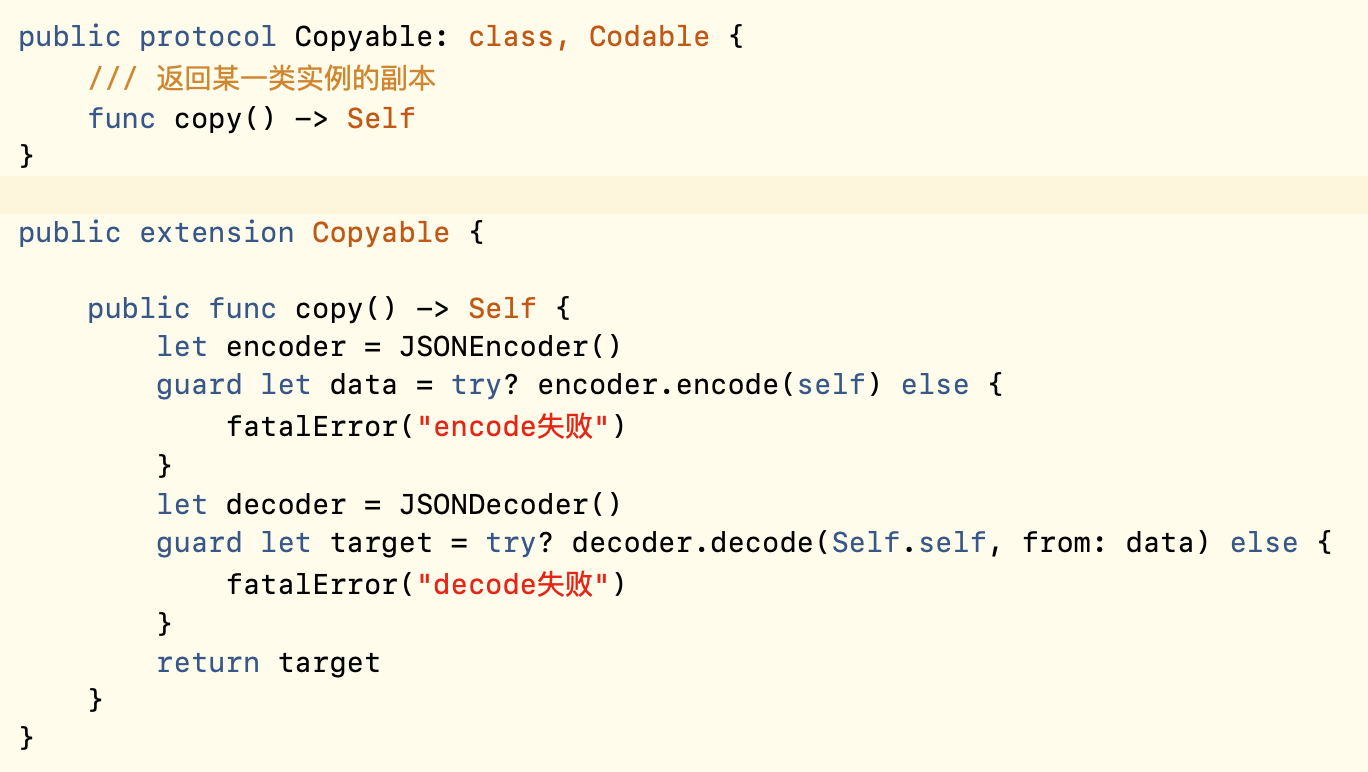 public protocol Copyable: class, Codable {
    /// 返回某一类实例的副本
    func copy() -> Self
}
public extension Copyable {
    public func copy() -> Self {
        let encoder = JSONEncoder()
        guard let data = try? encoder.encode(self) else {
            fatalError("encode失败")
        }
        let decoder = JSONDecoder()
        guard let target = try? decoder.decode(Self.self, from: data) else {
            fatalError("decode失败")
        }
        return target
    }
}